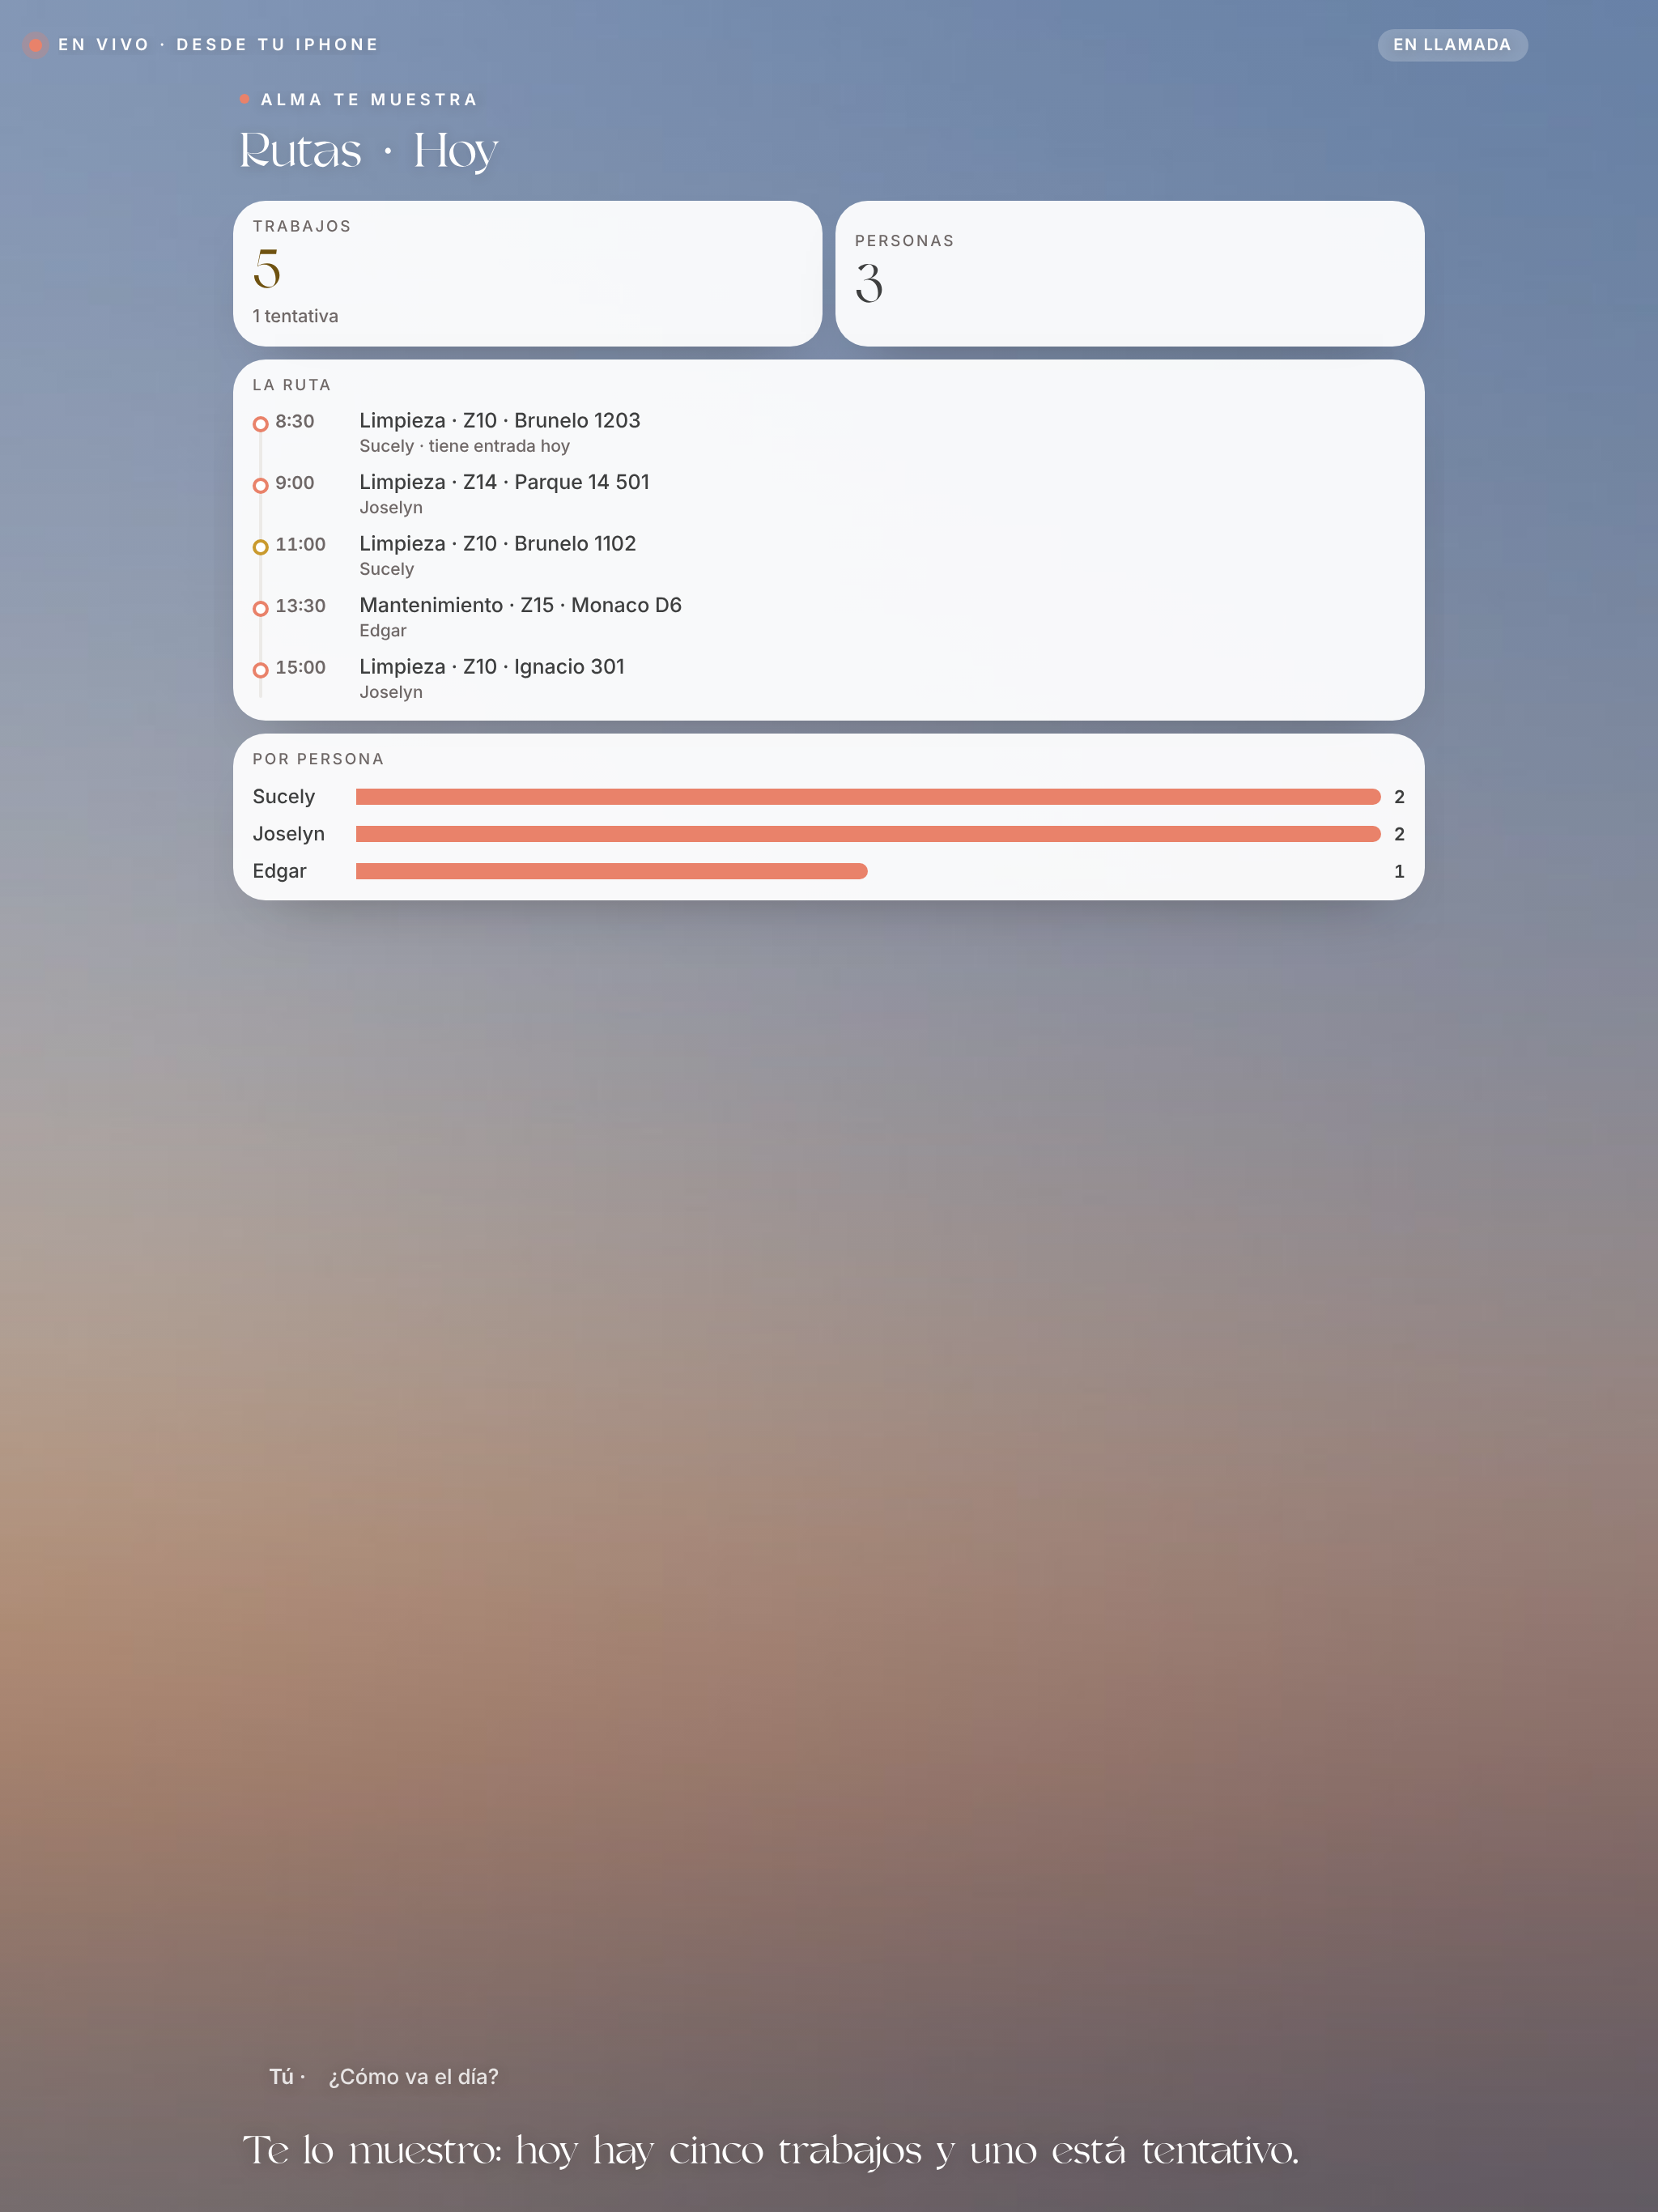 EN VIVO · DESDE TU IPHONE
EN LLAMADA
ALMA TE MUESTRA
Rutas · Hoy
TRABAJOS
5
1 tentativa
PERSONAS
3
LA RUTA
8:30 Limpieza · Z10 · Brunelo 1203
Sucely · tiene entrada hoy
9:00 Limpieza · Z14 · Parque 14 501
Joselyn
11:00 Limpieza · Z10 · Brunelo 1102
Sucely
13:30 Mantenimiento · Z15 · Monaco D6
Edgar
15:00 Limpieza · Z10 · Ignacio 301
Joselyn
POR PERSONA
Sucely 2
Joselyn 2
Edgar 1
Tú · ¿Cómo va el día?
Te lo muestro: hoy hay cinco trabajos y uno está tentativo.